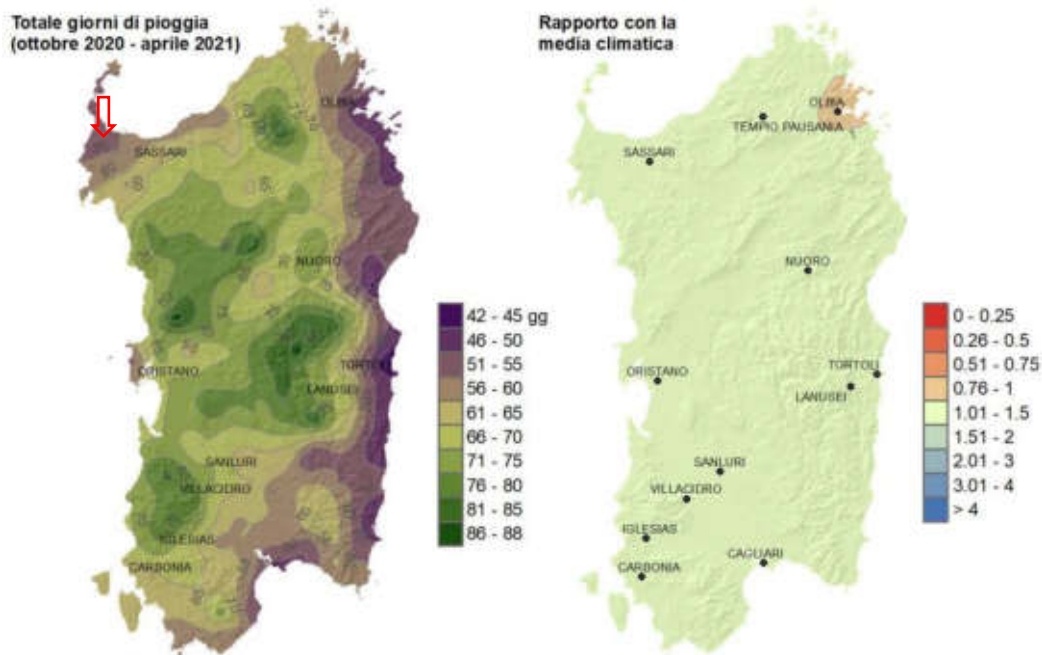 Totale giorni di pioggia
(ottobre 2020 - aprile 2021)
OLBIA
SASSARI
NUORO
ORISTANO
TORTOLI
LANUSEI
SANLURI
VILLACIDRO
IGLESIAS
CARBONIA
42 - 45 gg
46 - 50
51 - 55
56 - 60
61 - 65
66 - 70
71 - 75
76 - 80
81 - 85
86 - 88
Rapporto con la
media climatica
OLBIA
TEMPIO PAUSANIA
SASSARI
NUORO
ORISTANO
TORTOLI
LANUSEI
SANLURI
VILLACIDRO
IGLESIAS
CAGLIARI
CARBONIA
0 - 0.25
0.26 - 0.5
0.51 - 0.75
0.76 - 1
1.01 - 1.5
1.51 - 2
2.01 - 3
3.01 - 4
> 4